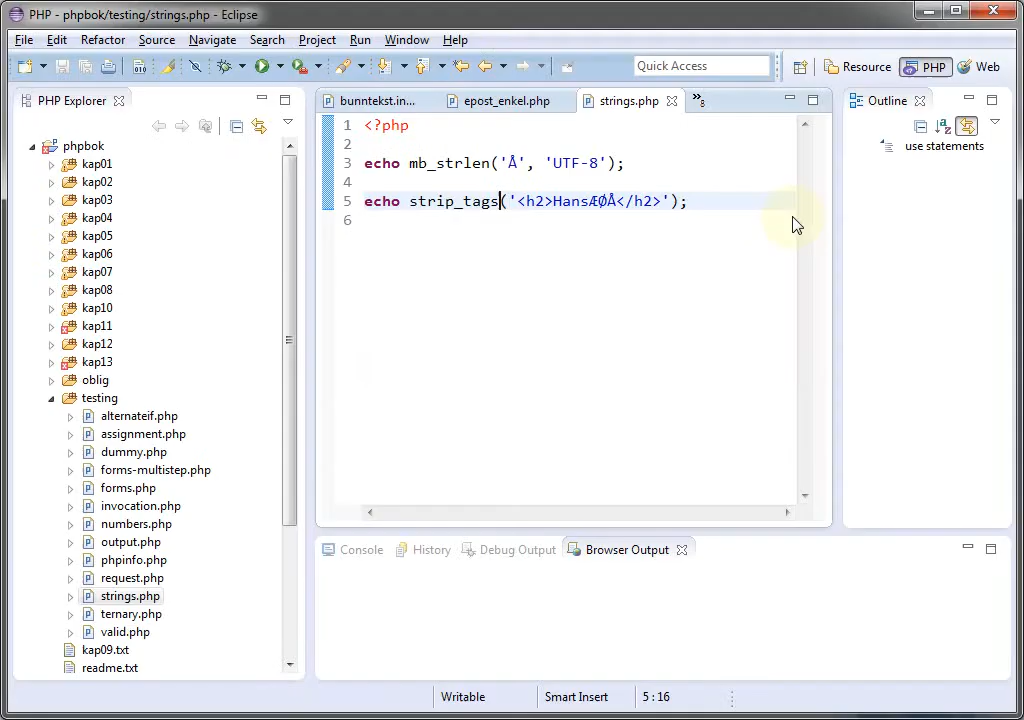 PHP - phpbok/testing/strings.php - Eclipse
File Edit Refactor Source Navigate Search Project Run Window Help
Quick Access
Resource PHP Web
PHP Explorer
bunntekst.in... epost_enkel.php strings.php »8
Outline
use statements
phpbok
kap01
kap02
kap03
kap04
kap05
kap06
kap07
kap08
kap10
kap11
kap12
kap13
oblig
testing
alternateif.php
assignment.php
dummy.php
forms-multistep.php
forms.php
invocation.php
numbers.php
output.php
phpinfo.php
request.php
strings.php
ternary.php
valid.php
kap09.txt
readme.txt
1 <?php
2
3 echo mb_strlen('Å', 'UTF-8');
4
5 echo strip_tags('<h2>HansÆØÅ</h2>');
6
Console History Debug Output Browser Output
Writable Smart Insert 5 : 16